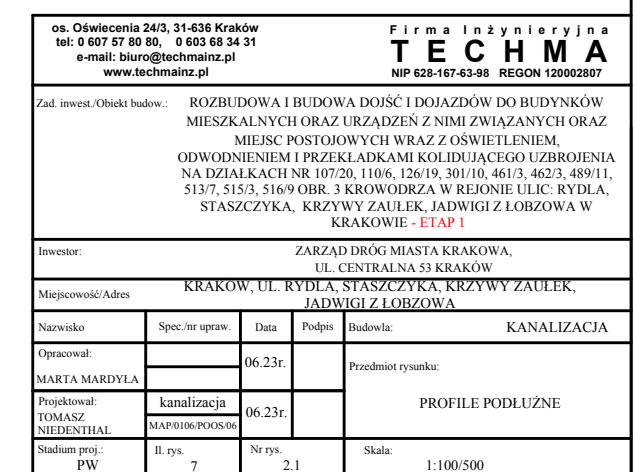 os. Oświecenia 24/3, 31-636 Kraków
tel: 0 607 57 80 80, 0 603 68 34 31
e-mail: biuro@techmainz.pl
www.techmainz.pl
Firma Inżynieryjna
TECHMA
NIP 628-167-63-98 REGON 120002807
Zad. inwest./Obiekt budow.: ROZBUDOWA I BUDOWA DOJŚĆ I DOJAZDÓW DO BUDYNKÓW
MIESZKALNYCH ORAZ URZĄDZEŃ Z NIMI ZWIĄZANYCH ORAZ
MIEJSC POSTOJOWYCH WRAZ Z OŚWIETLENIEM,
ODWODNIENIEM I PRZEKŁADKAMI KOLIDUJĄCEGO UZBROJENIA
NA DZIAŁKACH NR 107/20, 110/6, 126/19, 301/10, 461/3, 462/3, 489/11,
513/7, 515/3, 516/9 OBR. 3 KROWODRZA W REJONIE ULIC: RYDLA,
STASZCZYKA, KRZYWY ZAUŁEK, JADWIGI Z ŁOBZOWA W
KRAKOWIE - ETAP 1
Inwestor: ZARZĄD DRÓG MIASTA KRAKOWA,
UL. CENTRALNA 53 KRAKÓW
Miejscowość/Adres KRAKÓW, UL. RYDLA, STASZCZYKA, KRZYWY ZAUŁEK,
JADWIGI Z ŁOBZOWA
Nazwisko Spec./nr upraw. Data Podpis Budowla: KANALIZACJA
Opracował:
MARTA MARDYŁA
06.23r.
Przedmiot rysunku:
PROFILE PODŁUŻNE
Projektował:
TOMASZ
NIEDENTHAL
kanalizacja
MAP/0106/POOS/06
06.23r.
Stadium proj.: Il. rys. Nr rys. Skala:
PW 7 2.1 1:100/500